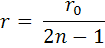 r = r₀ / (2n − 1)